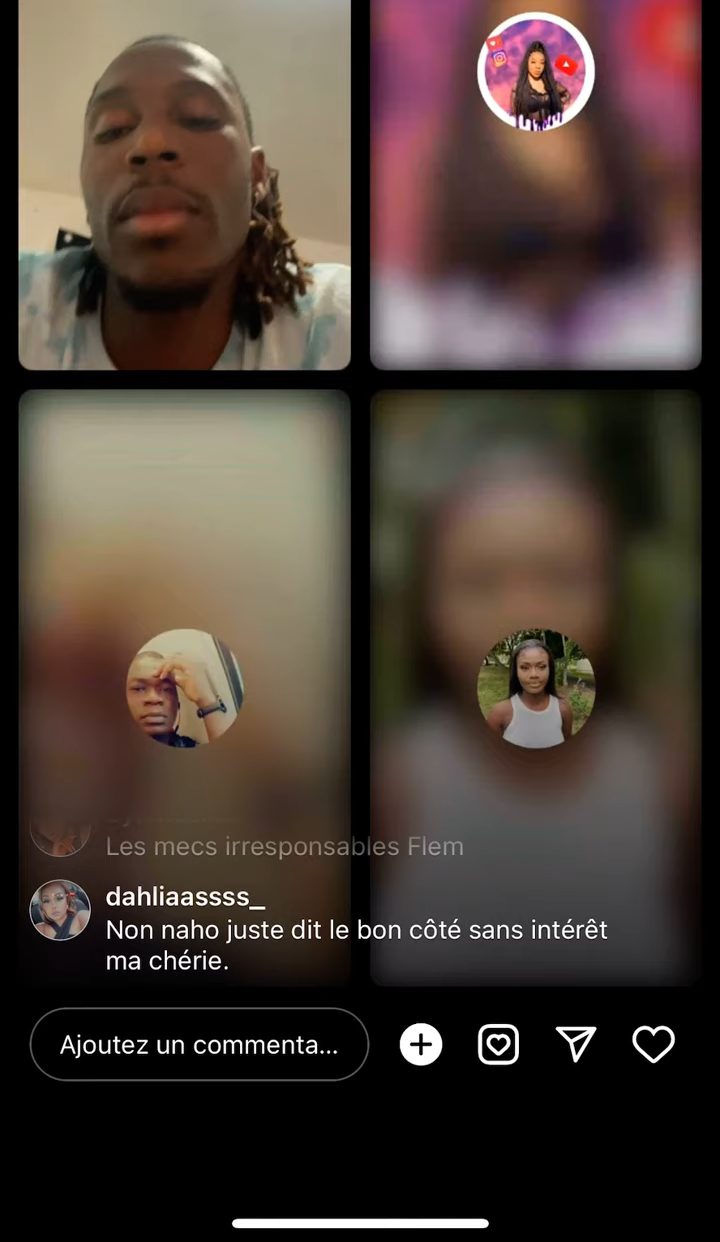 Les mecs irresponsables Flem
dahliaassss_
Non naho juste dit le bon côté sans intérêt
ma chérie.
Ajoutez un commenta...